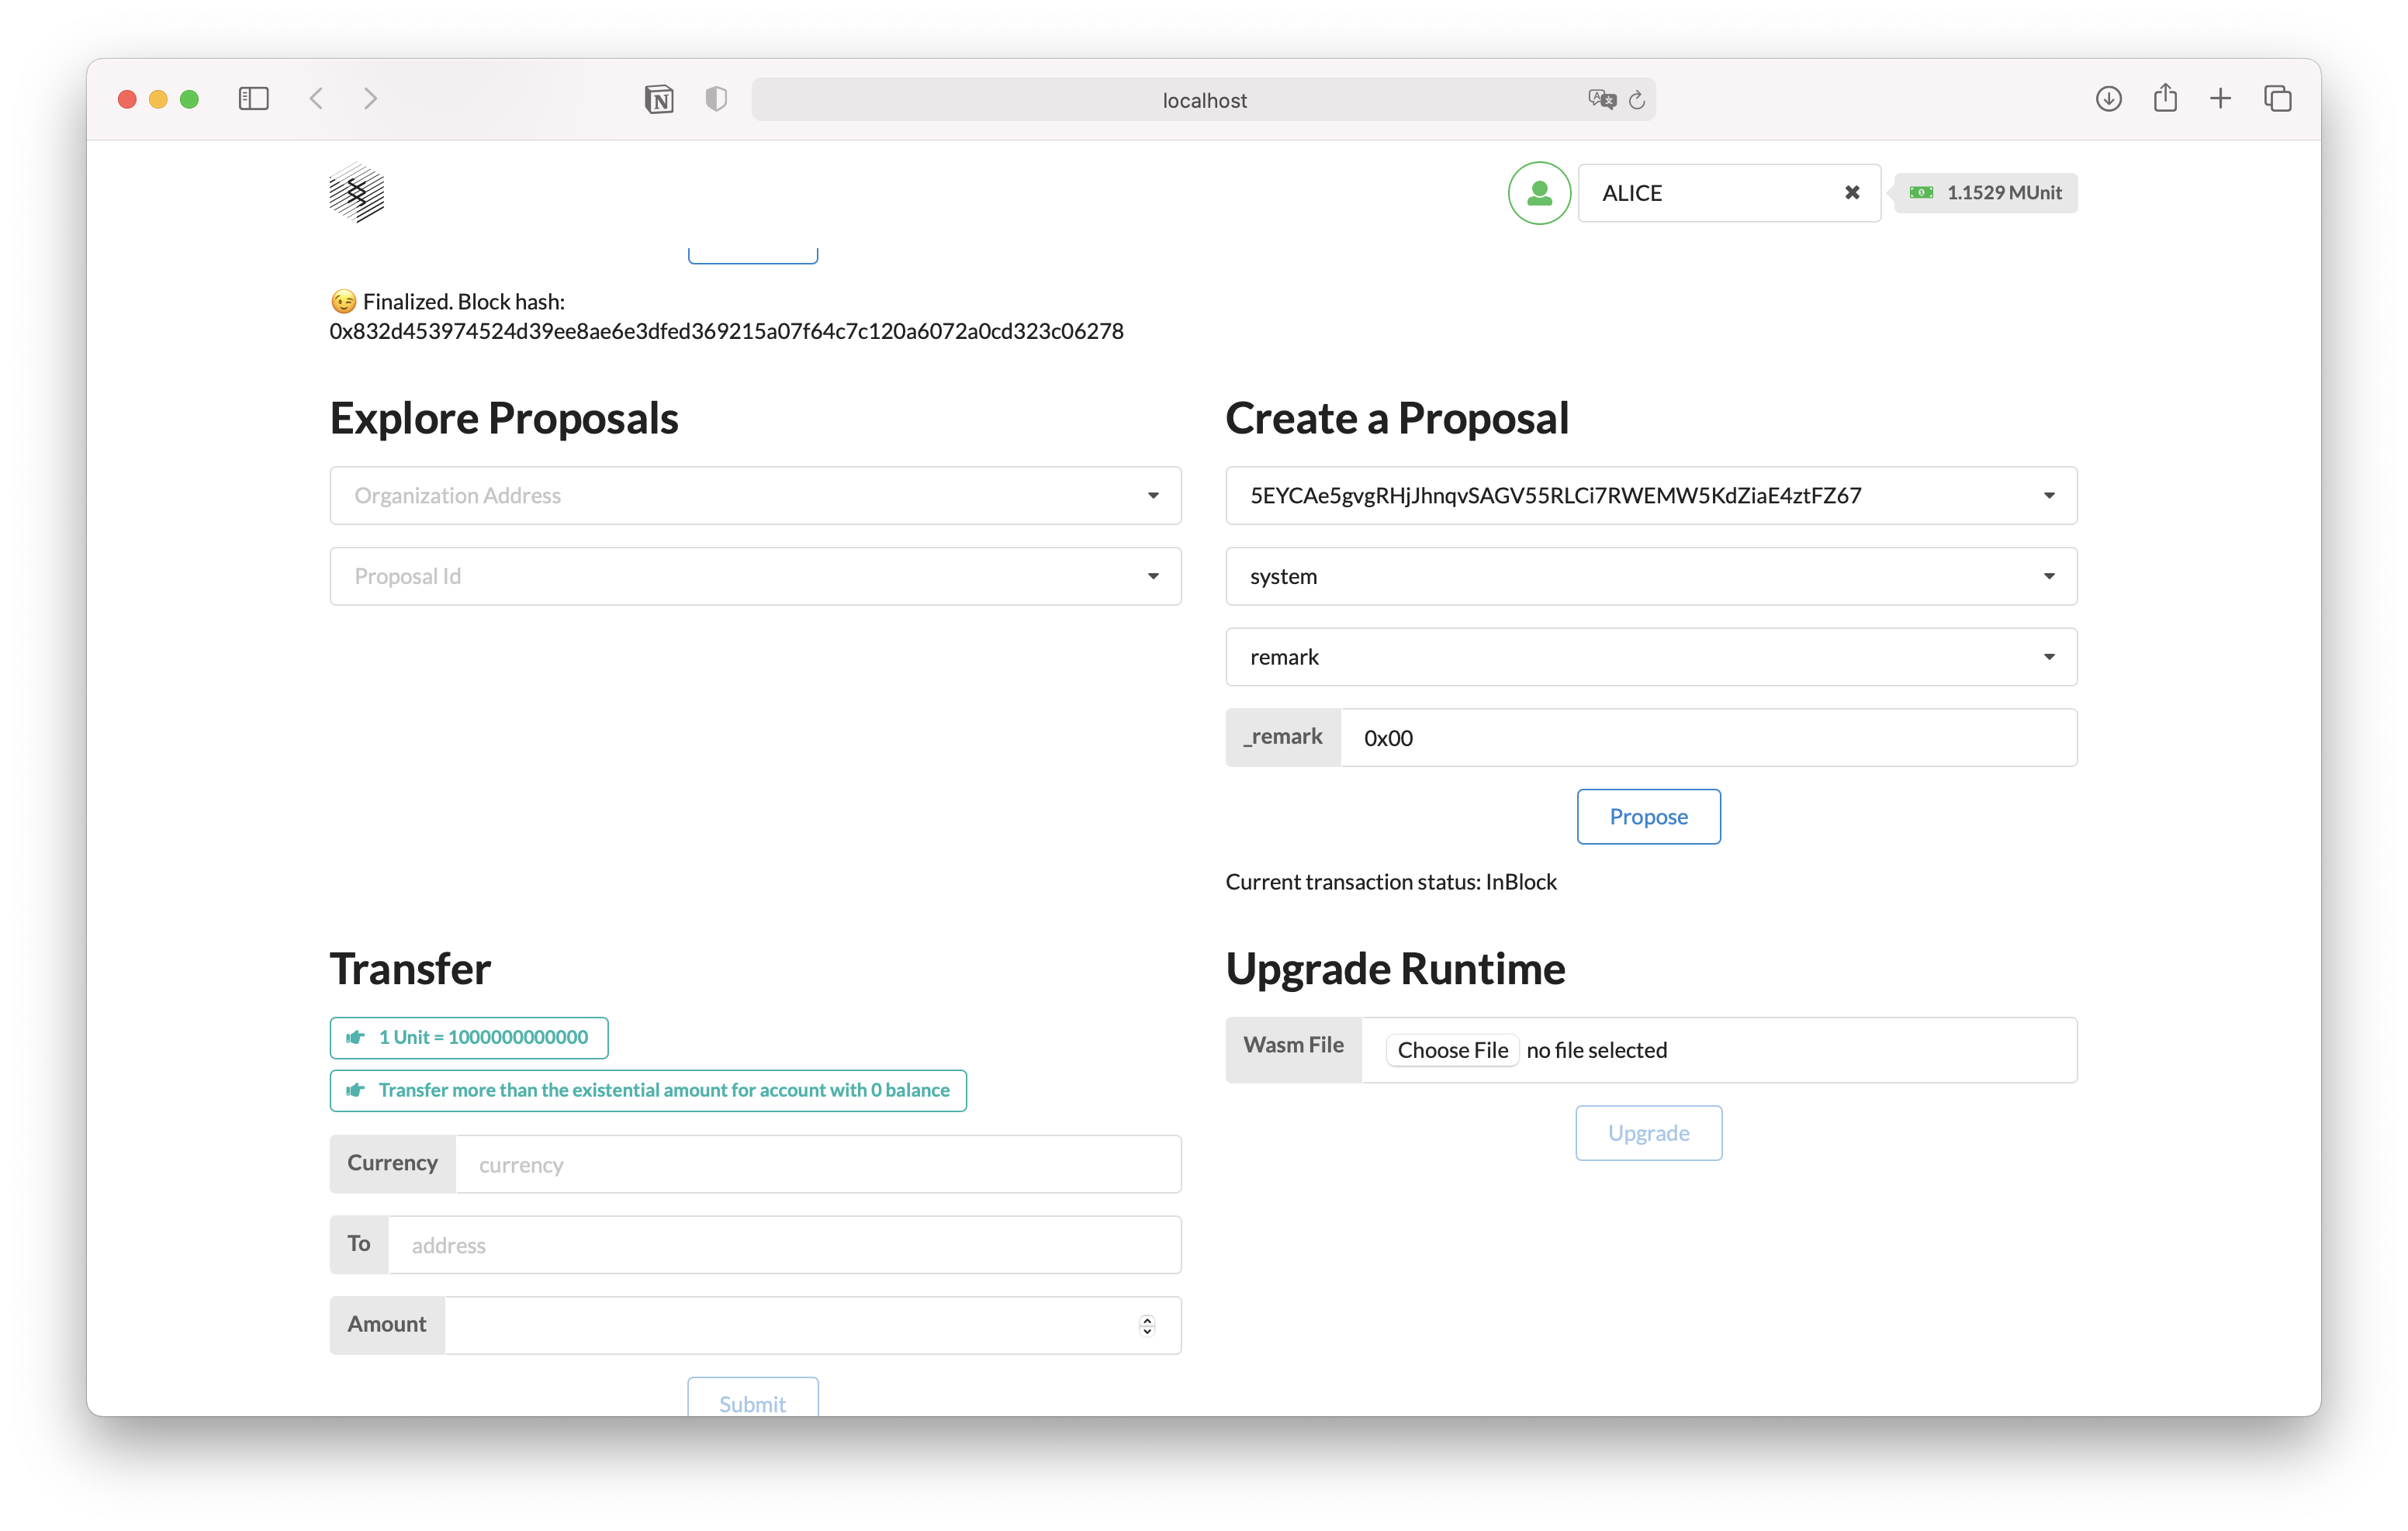 localhost
ALICE
1.1529 MUnit
😉 Finalized. Block hash:
0x832d453974524d39ee8ae6e3dfed369215a07f64c7c120a6072a0cd323c06278
Explore Proposals
Organization Address
Proposal Id
Create a Proposal
5EYCAe5gvgRHjJhnqvSAGV55RLCi7RWEMW5KdZiaE4ztFZ67
system
remark
_remark 0x00
Propose
Current transaction status: InBlock
Transfer
1 Unit = 1000000000000
Transfer more than the existential amount for account with 0 balance
Currency currency
To address
Amount
Submit
Upgrade Runtime
Wasm File Choose File no file selected
Upgrade